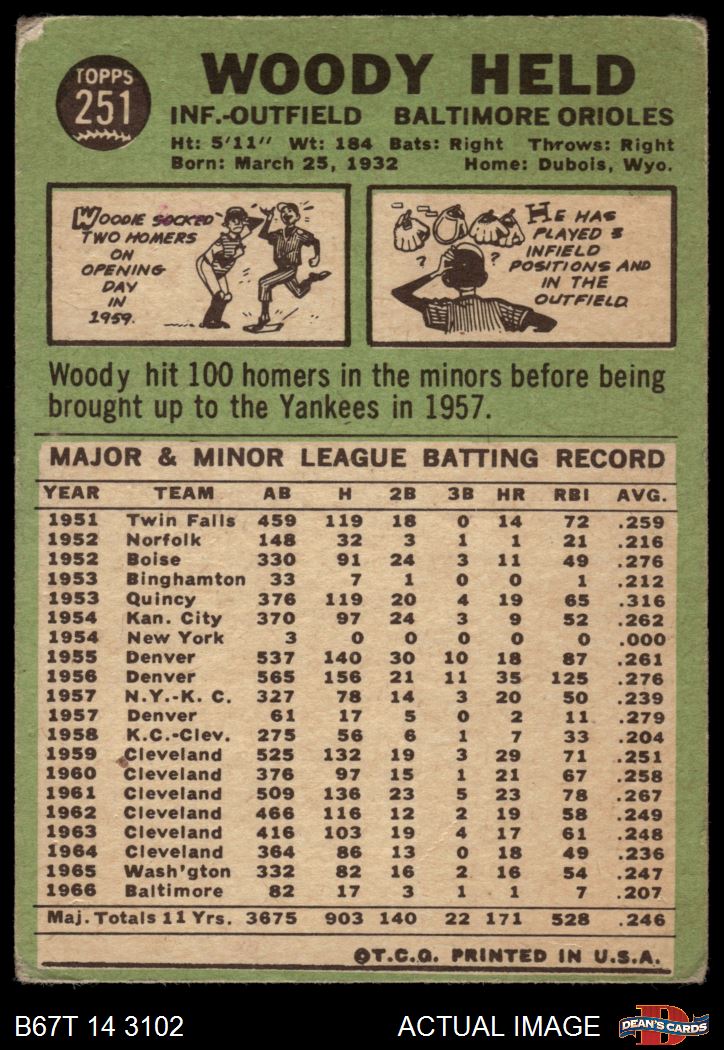 TOPPS
251
WOODY HELD
INF.-OUTFIELD BALTIMORE ORIOLES
Ht: 5'11" Wt: 184 Bats: Right Throws: Right
Born: March 25, 1932 Home: Dubois, Wyo.
WOODIE SOCKED
TWO HOMERS
ON
OPENING
DAY
IN
1959.
HE HAS
PLAYED 3
INFIELD
POSITIONS AND
IN THE
OUTFIELD
? ?
Woody hit 100 homers in the minors before being
brought up to the Yankees in 1957.
MAJOR & MINOR LEAGUE BATTING RECORD
YEAR TEAM AB H 2B 3B HR RBI AVG.
1951 Twin Falls 459 119 18 0 14 72 .259
1952 Norfolk 148 32 3 1 1 21 .216
1952 Boise 330 91 24 3 11 49 .276
1953 Binghamton 33 7 1 0 0 1 .212
1953 Quincy 376 119 20 4 19 65 .316
1954 Kan. City 370 97 24 3 9 52 .262
1954 New York 3 0 0 0 0 0 .000
1955 Denver 537 140 30 10 18 87 .261
1956 Denver 565 156 21 11 35 125 .276
1957 N.Y.-K. C. 327 78 14 3 20 50 .239
1957 Denver 61 17 5 0 2 11 .279
1958 K.C.-Clev. 275 56 6 1 7 33 .204
1959 Cleveland 525 132 19 3 29 71 .251
1960 Cleveland 376 97 15 1 21 67 .258
1961 Cleveland 509 136 23 5 23 78 .267
1962 Cleveland 466 116 12 2 19 58 .249
1963 Cleveland 416 103 19 4 17 61 .248
1964 Cleveland 364 86 13 0 18 49 .236
1965 Wash'gton 332 82 16 2 16 54 .247
1966 Baltimore 82 17 3 1 1 7 .207
Maj. Totals 11 Yrs. 3675 903 140 22 171 528 .246
©T.C.G. PRINTED IN U.S.A.
B67T 14 3102 ACTUAL IMAGE
D
DEAN'S CARDS